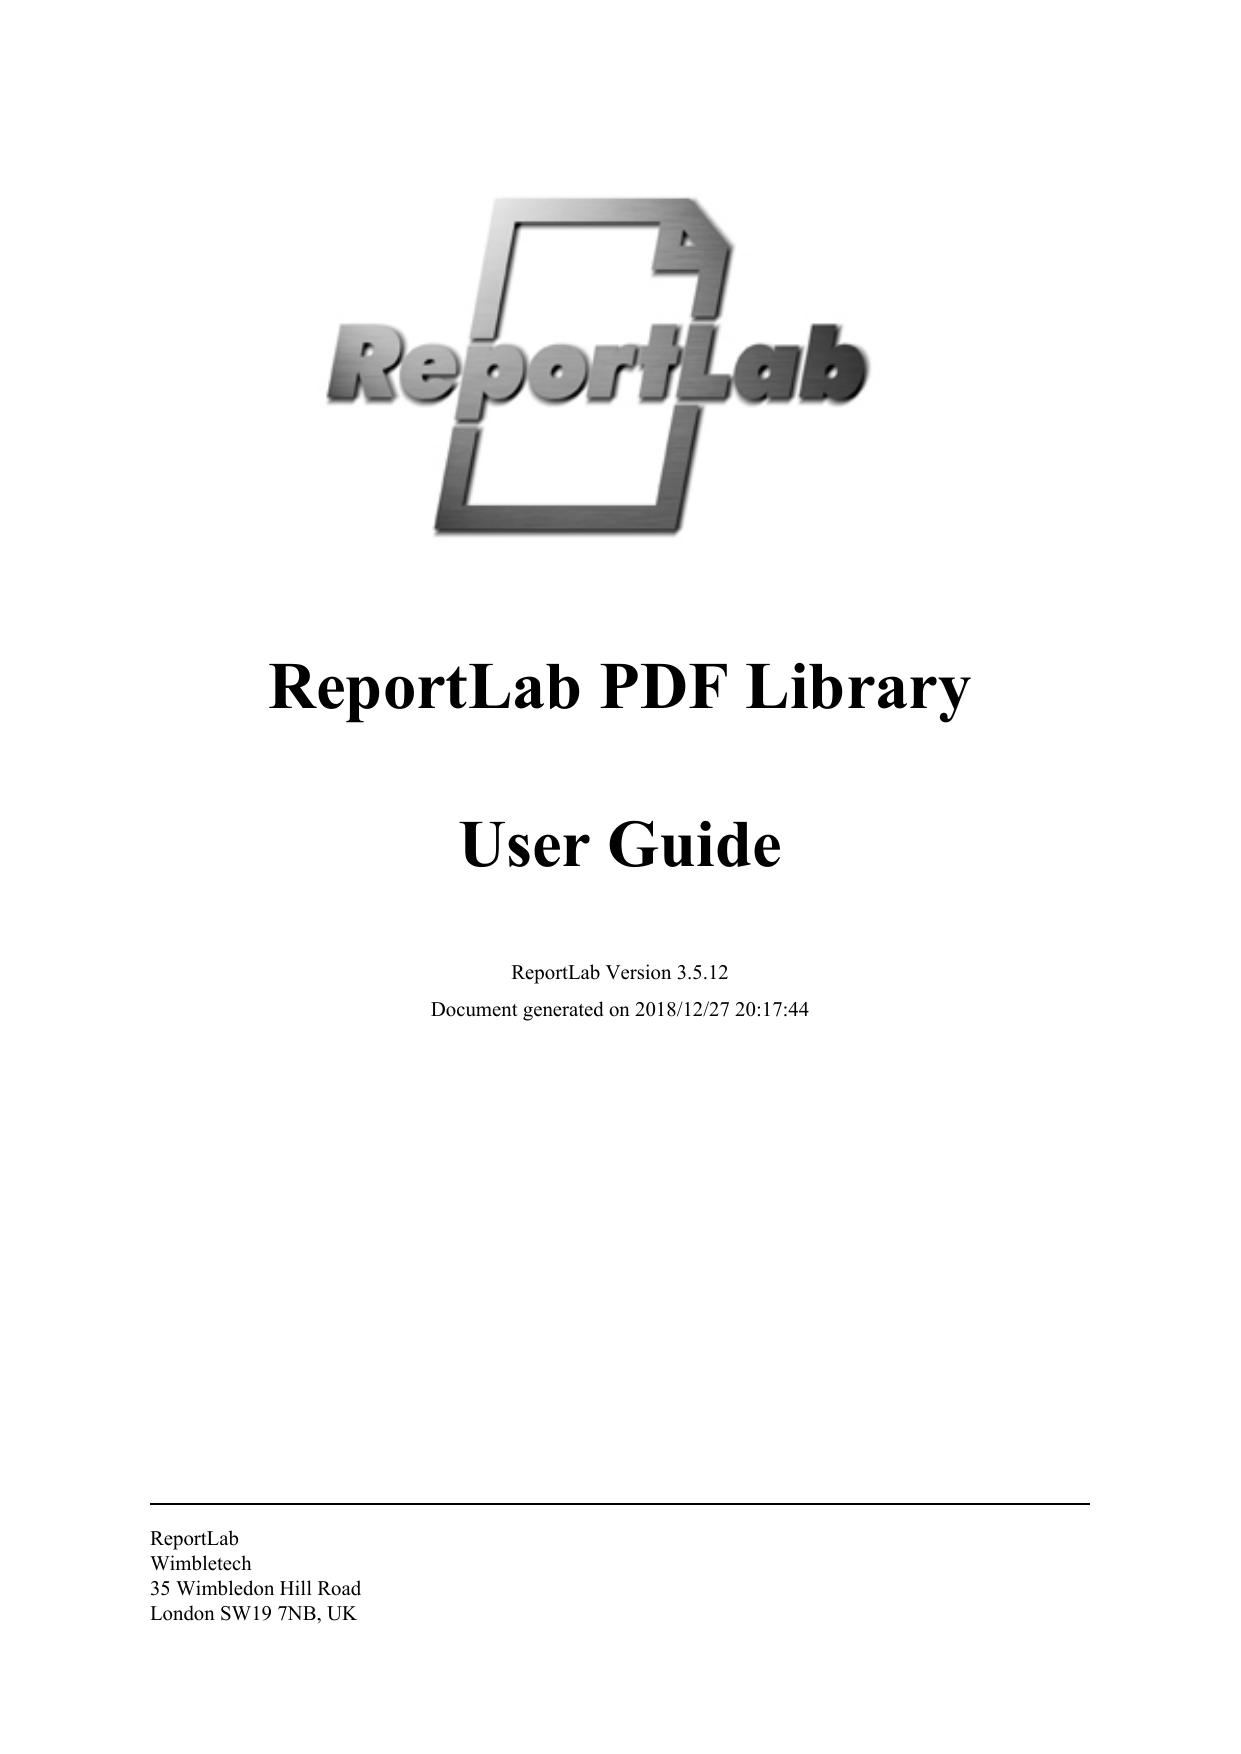 ReportLab
ReportLab PDF Library
User Guide
ReportLab Version 3.5.12
Document generated on 2018/12/27 20:17:44
ReportLab
Wimbletech
35 Wimbledon Hill Road
London SW19 7NB, UK